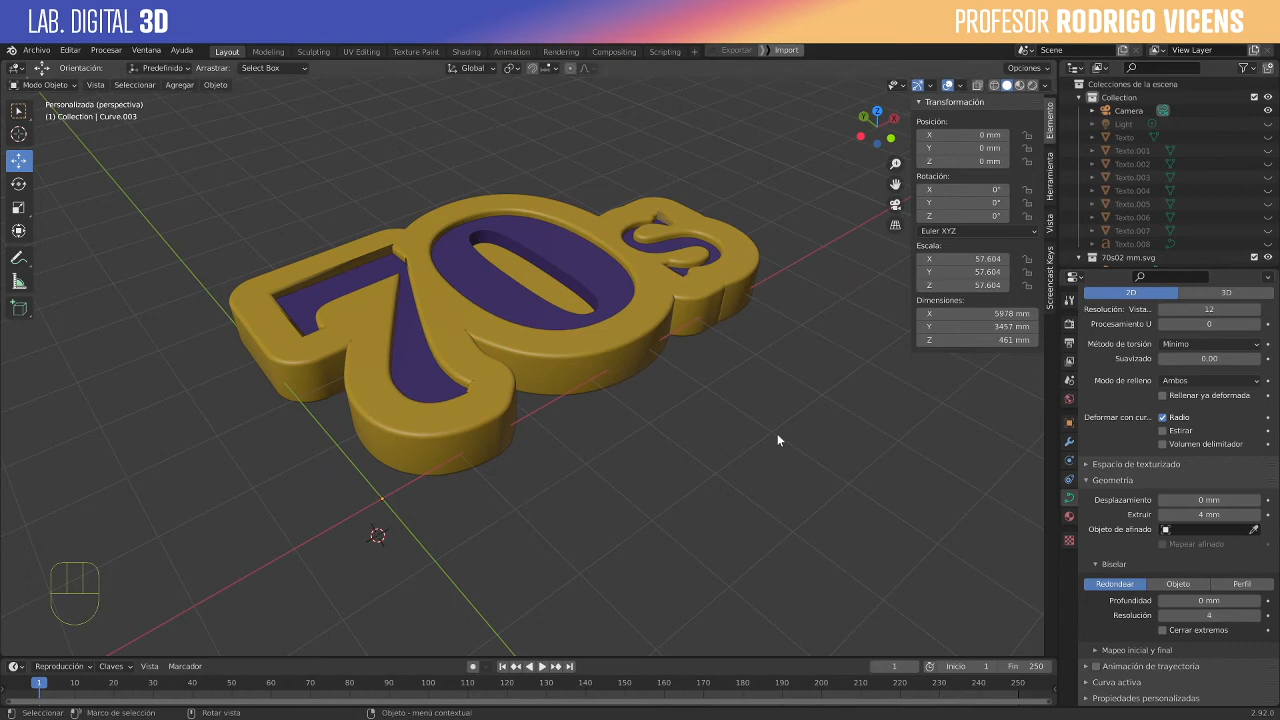 LAB. DIGITAL 3D
PROFESOR RODRIGO VICENS
Archivo Editar Procesar Ventana Ayuda Layout Modeling Sculpting UV Editing Texture Paint Shading Animation Rendering Compositing Scripting + Exportar Import Scene View Layer
Orientación: Predefinido Arrastrar: Select Box Global Opciones
Modo Objeto Vista Seleccionar Agregar Objeto
Personalizada (perspectiva)
(1) Collection | Curve.003
70s
Z
Y
X
Transformación
Posición:
X 0 mm
Y 0 mm
Z 0 mm
Rotación:
X 0°
Y 0°
Z 0°
Euler XYZ
Escala:
X 57.604
Y 57.604
Z 57.604
Dimensiones:
X 5978 mm
Y 3457 mm
Z 461 mm
Elemento
Herramienta
Vista
Screencast Keys
Colecciones de la escena
Collection
Camera
Light
Texto
Texto.001
Texto.002
Texto.003
Texto.004
Texto.005
Texto.006
Texto.007
Texto.008
70s02 mm.svg
2D 3D
Resolución: Vista... 12
Procesamiento U 0
Método de torsión Mínimo
Suavizado 0.00
Modo de relleno Ambos
Rellenar ya deformada
Deformar con cur... Radio
Estirar
Volumen delimitador
Espacio de texturizado
Geometría
Desplazamiento 0 mm
Extruir 4 mm
Objeto de afinado
Mapear afinado
Biselar
Redondear Objeto Perfil
Profundidad 0 mm
Resolución 4
Cerrar extremos
Mapeo inicial y final
Animación de trayectoria
Curva activa
Propiedades personalizadas
Reproducción Claves Vista Marcador 1 Inicio 1 Fin 250
1 10 20 30 40 50 60 70 80 90 100 110 120 130 140 150 160 170 180 190 200 210 220 230 240 250
Seleccionar Marco de selección Rotar vista Objeto - menú contextual 2.92.0